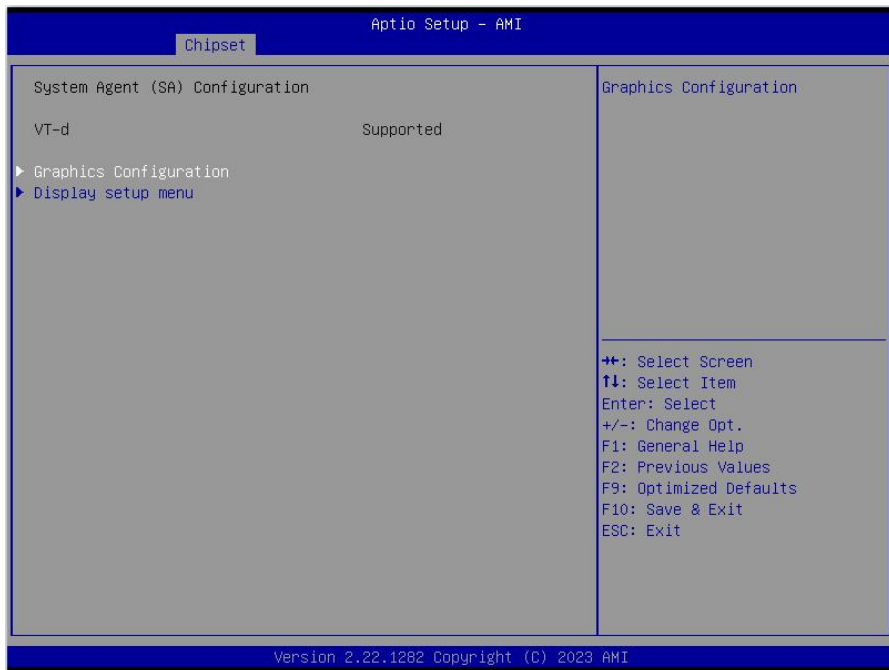 Aptio Setup – AMI
Chipset
System Agent (SA) Configuration
VT-d Supported
Graphics Configuration
Display setup menu
Graphics Configuration
→←: Select Screen
↑↓: Select Item
Enter: Select
+/-: Change Opt.
F1: General Help
F2: Previous Values
F9: Optimized Defaults
F10: Save & Exit
ESC: Exit
Version 2.22.1282 Copyright (C) 2023 AMI